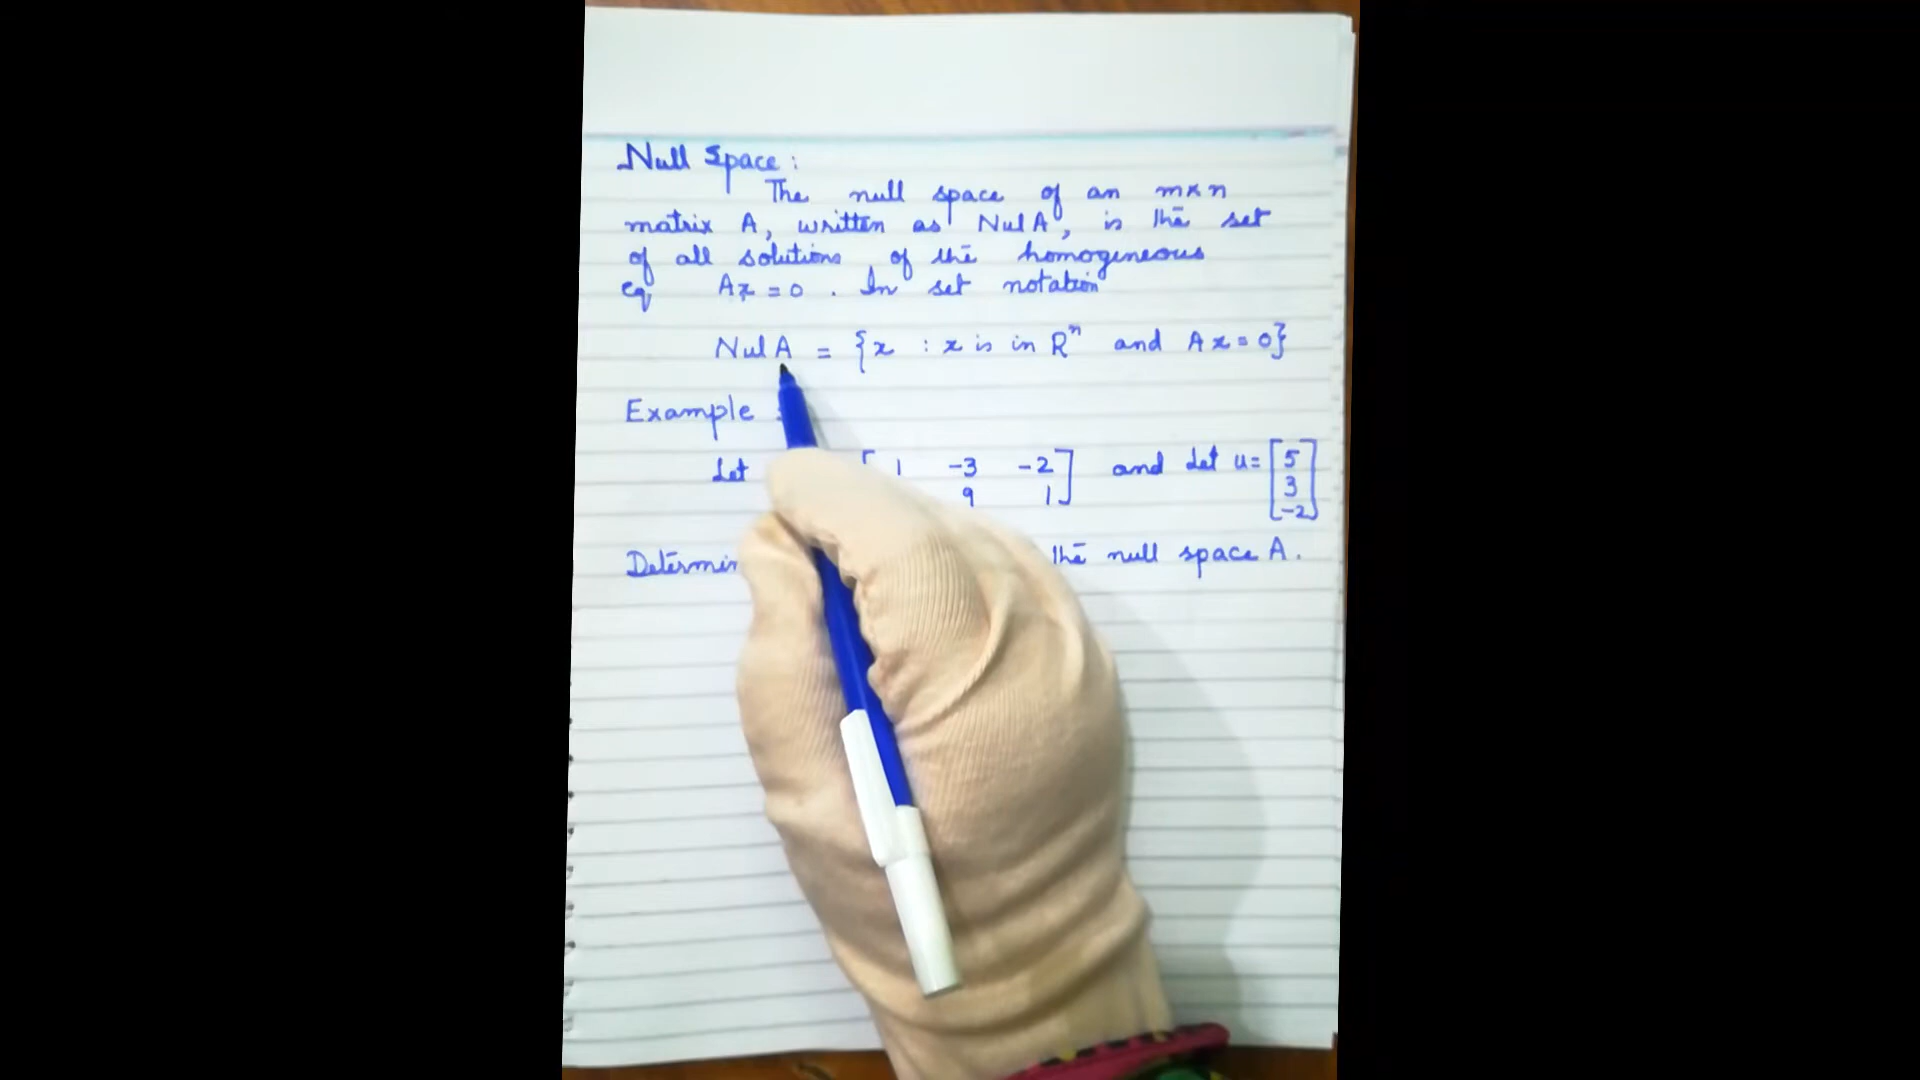 Null Space:
The null space of an m×n
matrix A, written as Nul A, is the set
of all solutions of the homogeneous
eq Ax = 0 . In set notation
Nul A = {x : x is in Rⁿ and Ax = 0}
Example :
Let [ 1 -3 -2 ] and let u = [ 5
9 1 ] 3
-2 ]
the null space A.